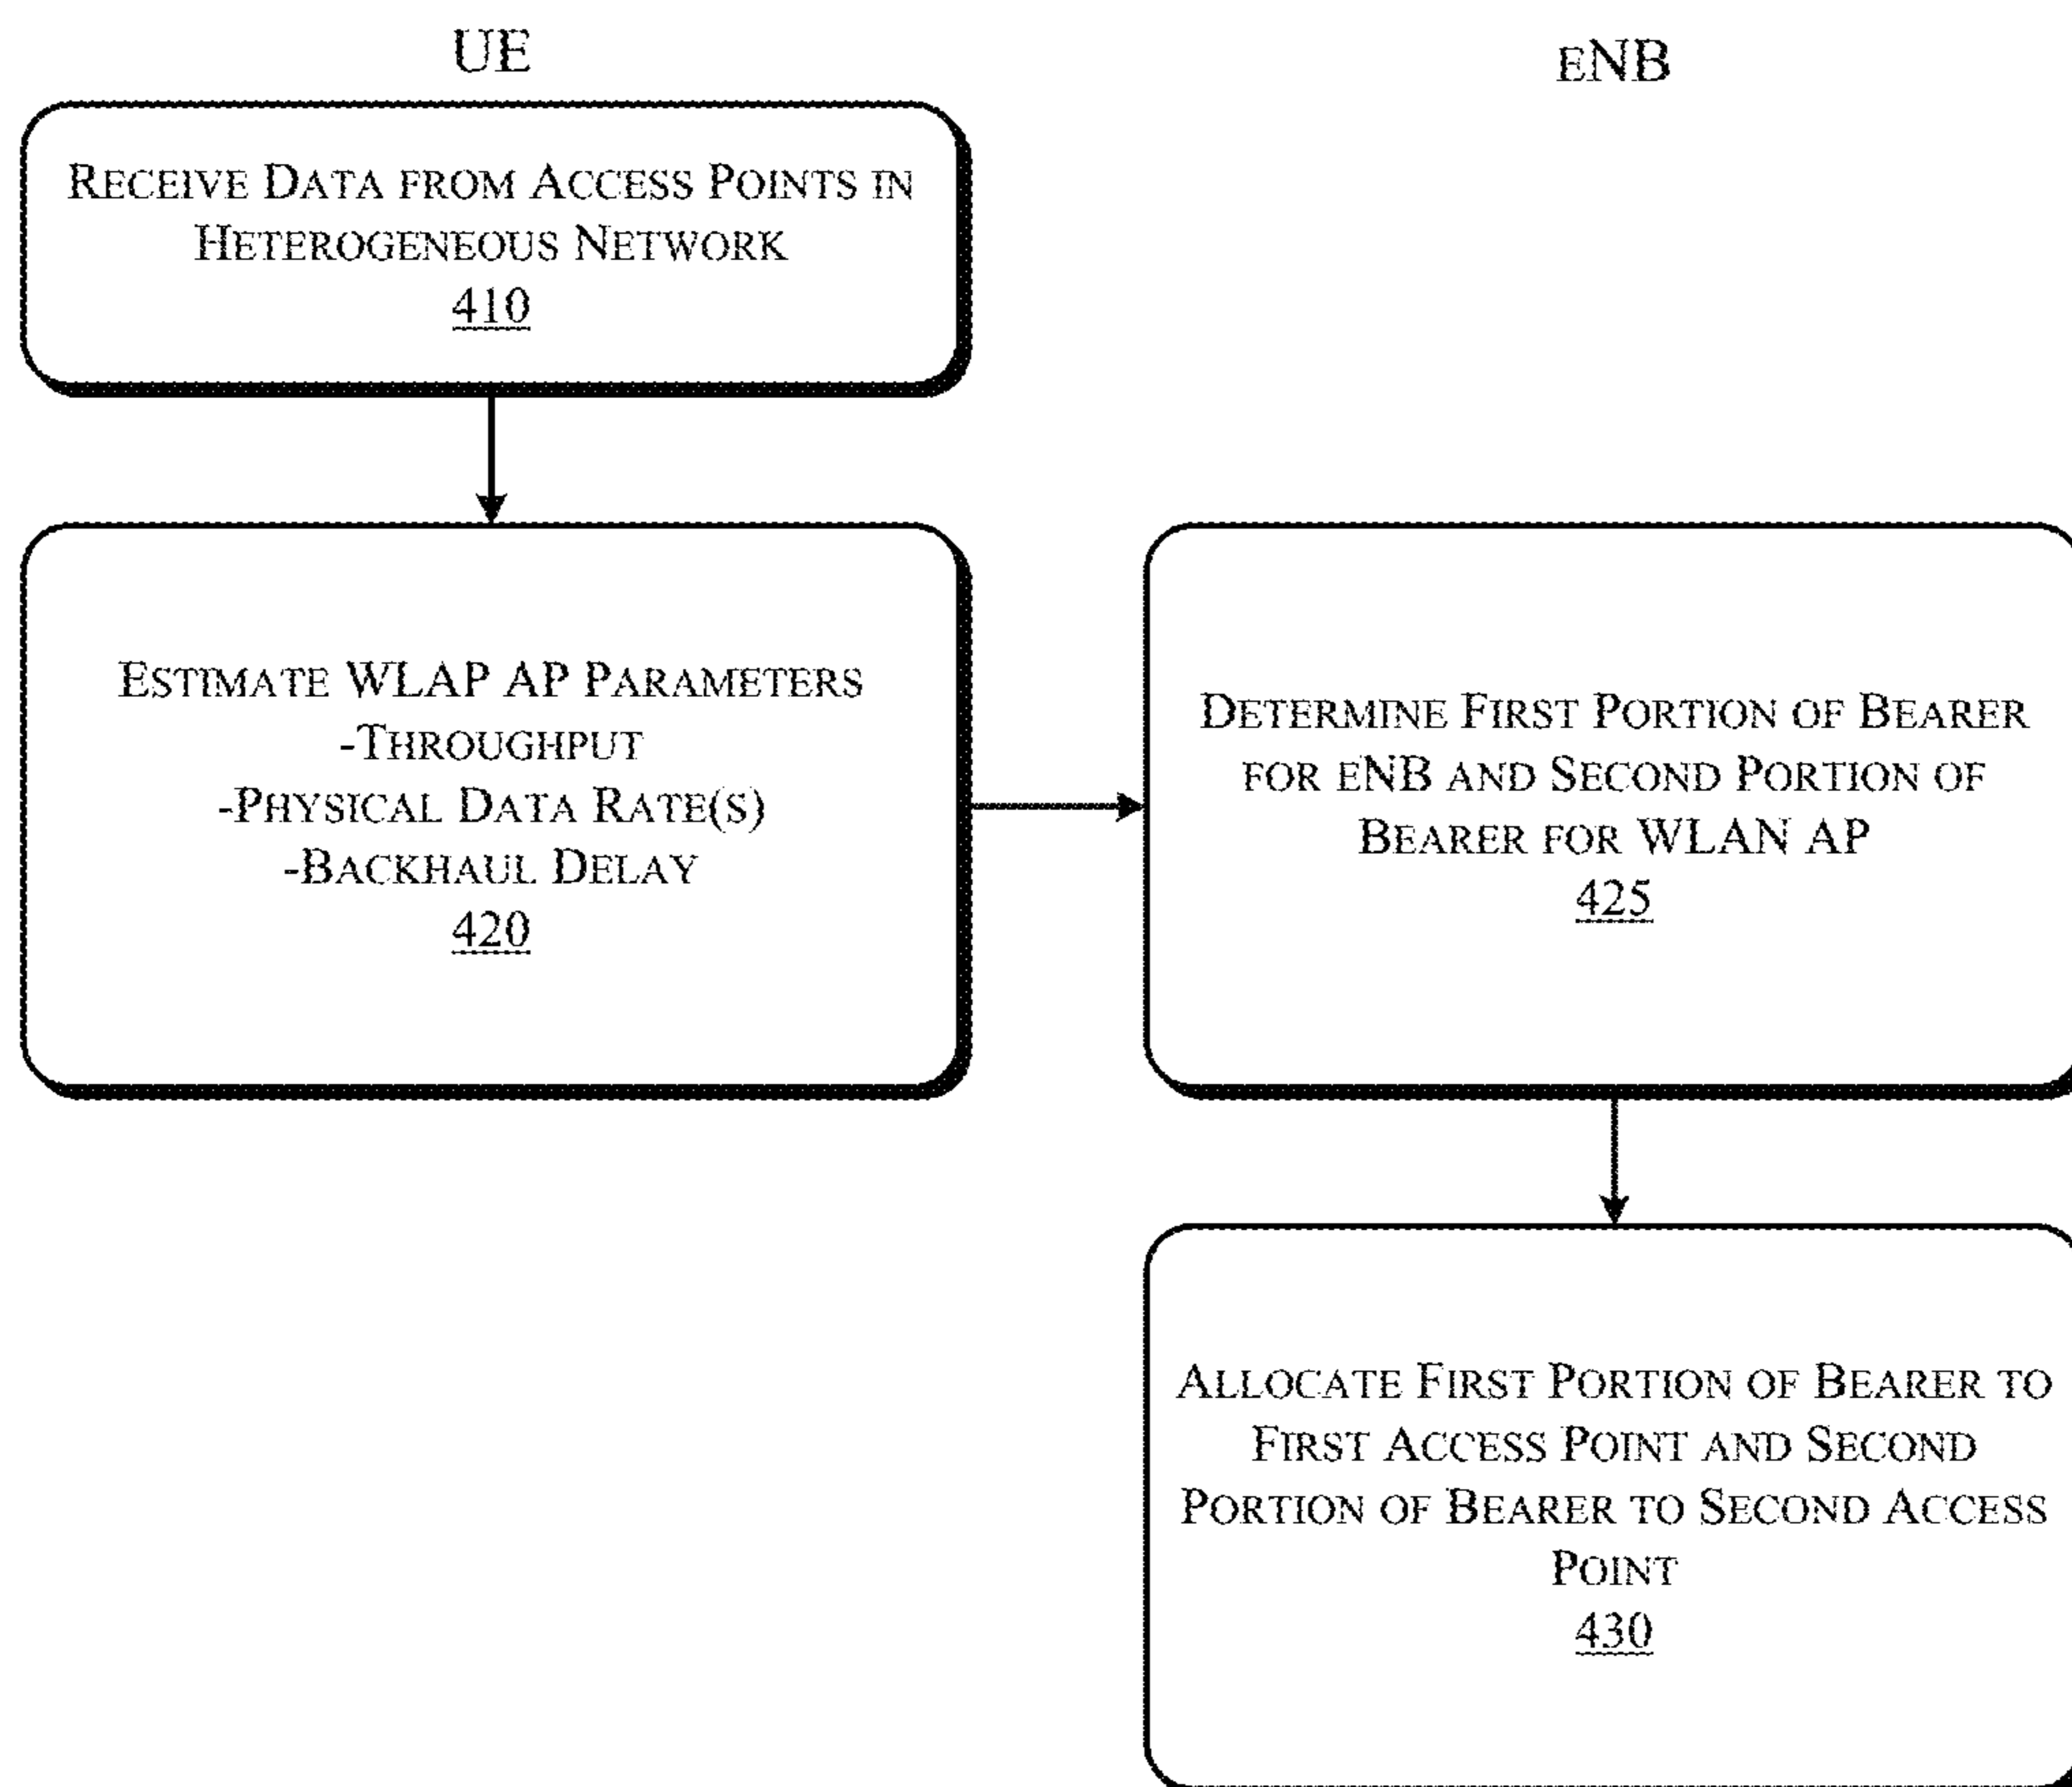 UE
ENB
RECEIVE DATA FROM ACCESS POINTS IN
HETEROGENEOUS NETWORK
410
ESTIMATE WLAP AP PARAMETERS
-THROUGHPUT
-PHYSICAL DATA RATE(S)
-BACKHAUL DELAY
420
DETERMINE FIRST PORTION OF BEARER
FOR ENB AND SECOND PORTION OF
BEARER FOR WLAN AP
425
ALLOCATE FIRST PORTION OF BEARER TO
FIRST ACCESS POINT AND SECOND
PORTION OF BEARER TO SECOND ACCESS
POINT
430